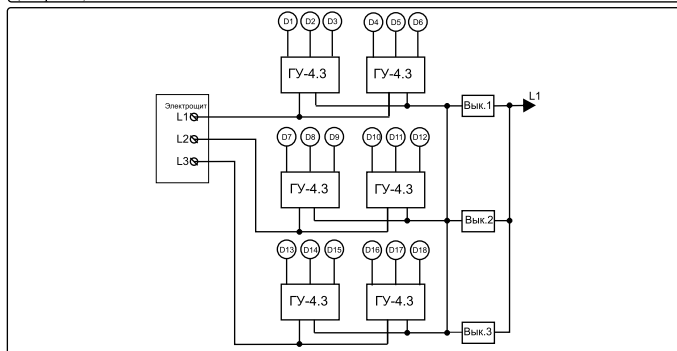 D1 D2 D3 D4 D5 D6
ГУ-4.3 ГУ-4.3
Электрощит
L1
L2
L3
Вык.1
L1
D7 D8 D9 D10 D11 D12
ГУ-4.3 ГУ-4.3
Вык.2
D13 D14 D15 D16 D17 D18
ГУ-4.3 ГУ-4.3
Вык.3